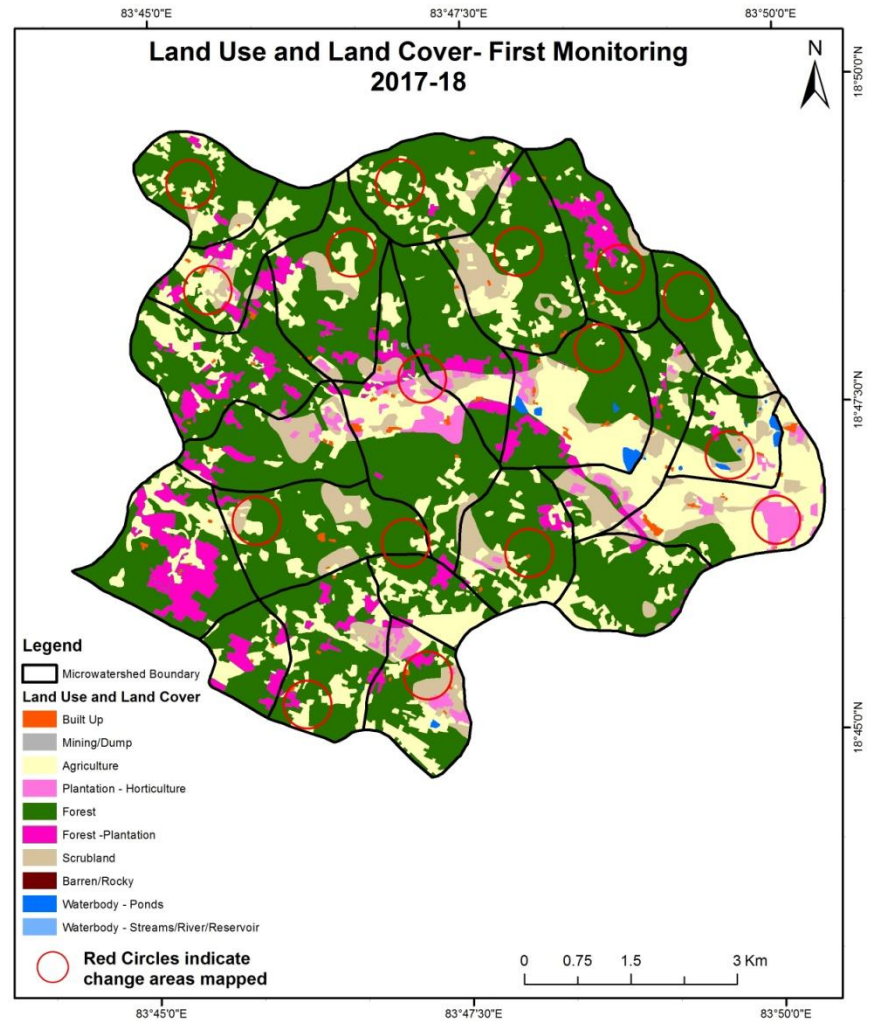 83°45'0"E 83°47'30"E 83°50'0"E
Land Use and Land Cover- First Monitoring
2017-18
N
18°50'0"N
18°47'30"N
18°45'0"N
Legend
Microwatershed Boundary
Land Use and Land Cover
Built Up
Mining/Dump
Agriculture
Plantation - Horticulture
Forest
Forest -Plantation
Scrubland
Barren/Rocky
Waterbody - Ponds
Waterbody - Streams/River/Reservoir
Red Circles indicate
change areas mapped
0 0.75 1.5 3 Km
83°45'0"E 83°47'30"E 83°50'0"E